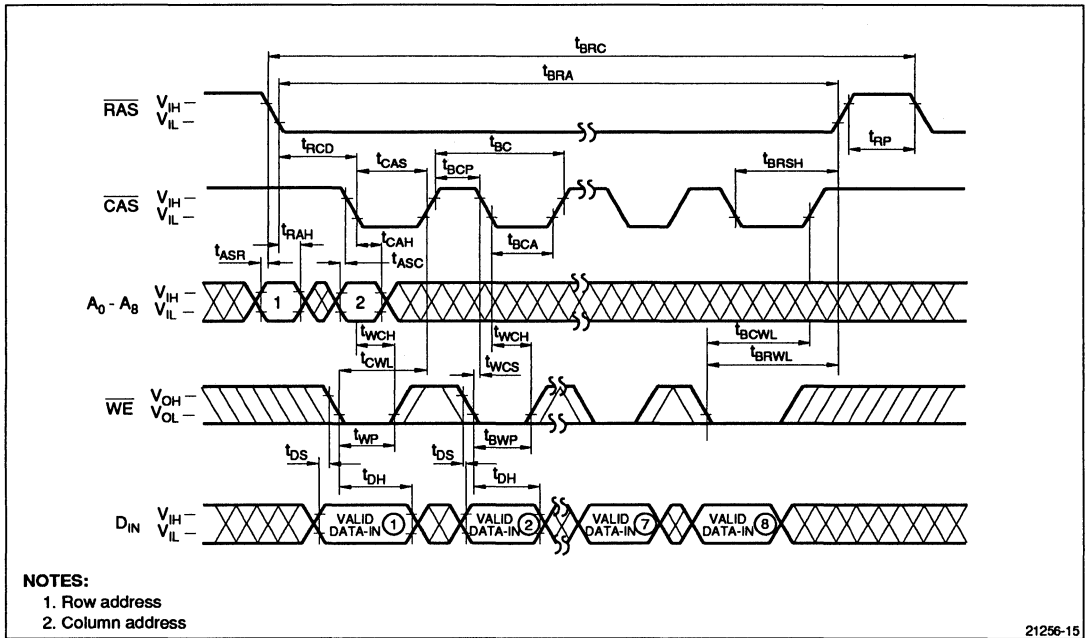 tBRC
tBRA
RAS VIH
VIL
tRP
tRCD tCAS tBC
tBCP tBRSH
CAS VIH
VIL
tRAH tCAH tBCA
tASR tASC
A0 - A8 VIH
VIL
1 2
tWCH tWCH tBCWL
tCWL tWCS tBRWL
WE VOH
VOL
tWP tBWP
tDS tDH tDS tDH
DIN VIH
VIL
VALID DATA-IN 1 VALID DATA-IN 2 VALID DATA-IN 7 VALID DATA-IN 8
NOTES:
1. Row address
2. Column address
21256-15